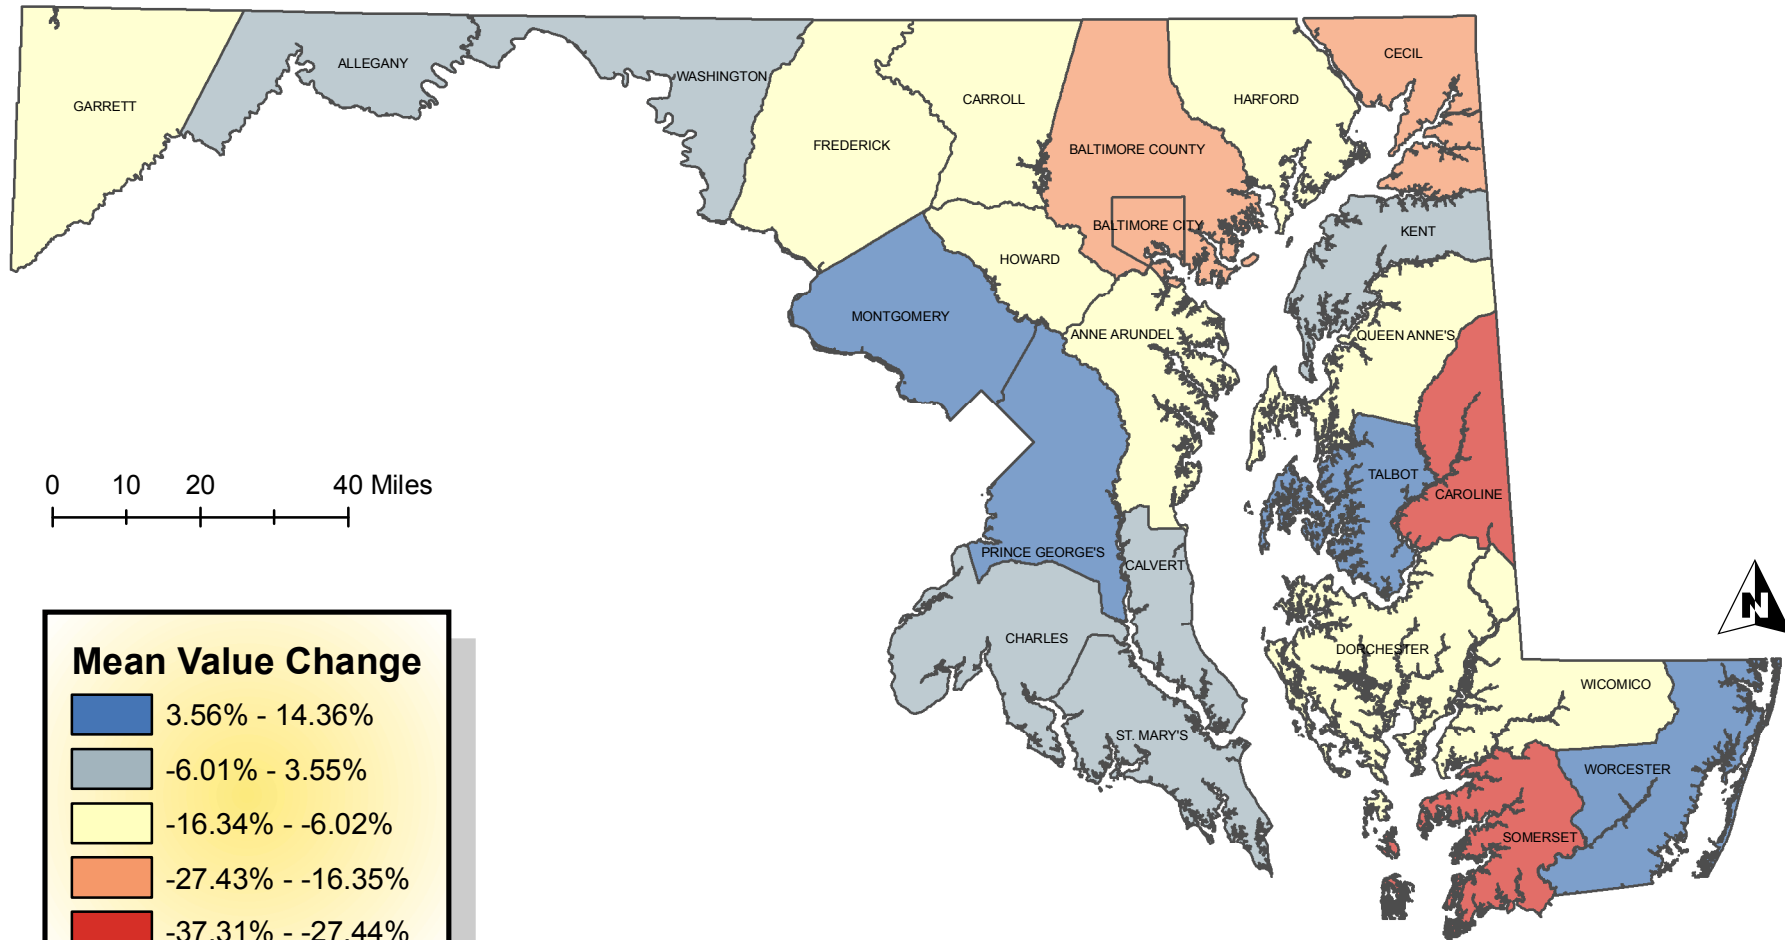 CECIL
ALLEGANY
WASHINGTON
GARRETT
CARROLL
HARFORD
FREDERICK
BALTIMORE COUNTY
BALTIMORE CITY
KENT
HOWARD
MONTGOMERY
ANNE ARUNDEL
QUEEN ANNE'S
TALBOT
CAROLINE
0 10 20 40 Miles
PRINCE GEORGE'S
CALVERT
N
CHARLES
DORCHESTER
WICOMICO
ST. MARY'S
WORCESTER
SOMERSET
Mean Value Change
3.56% - 14.36%
-6.01% - 3.55%
-16.34% - -6.02%
-27.43% - -16.35%
-37.31% - -27.44%